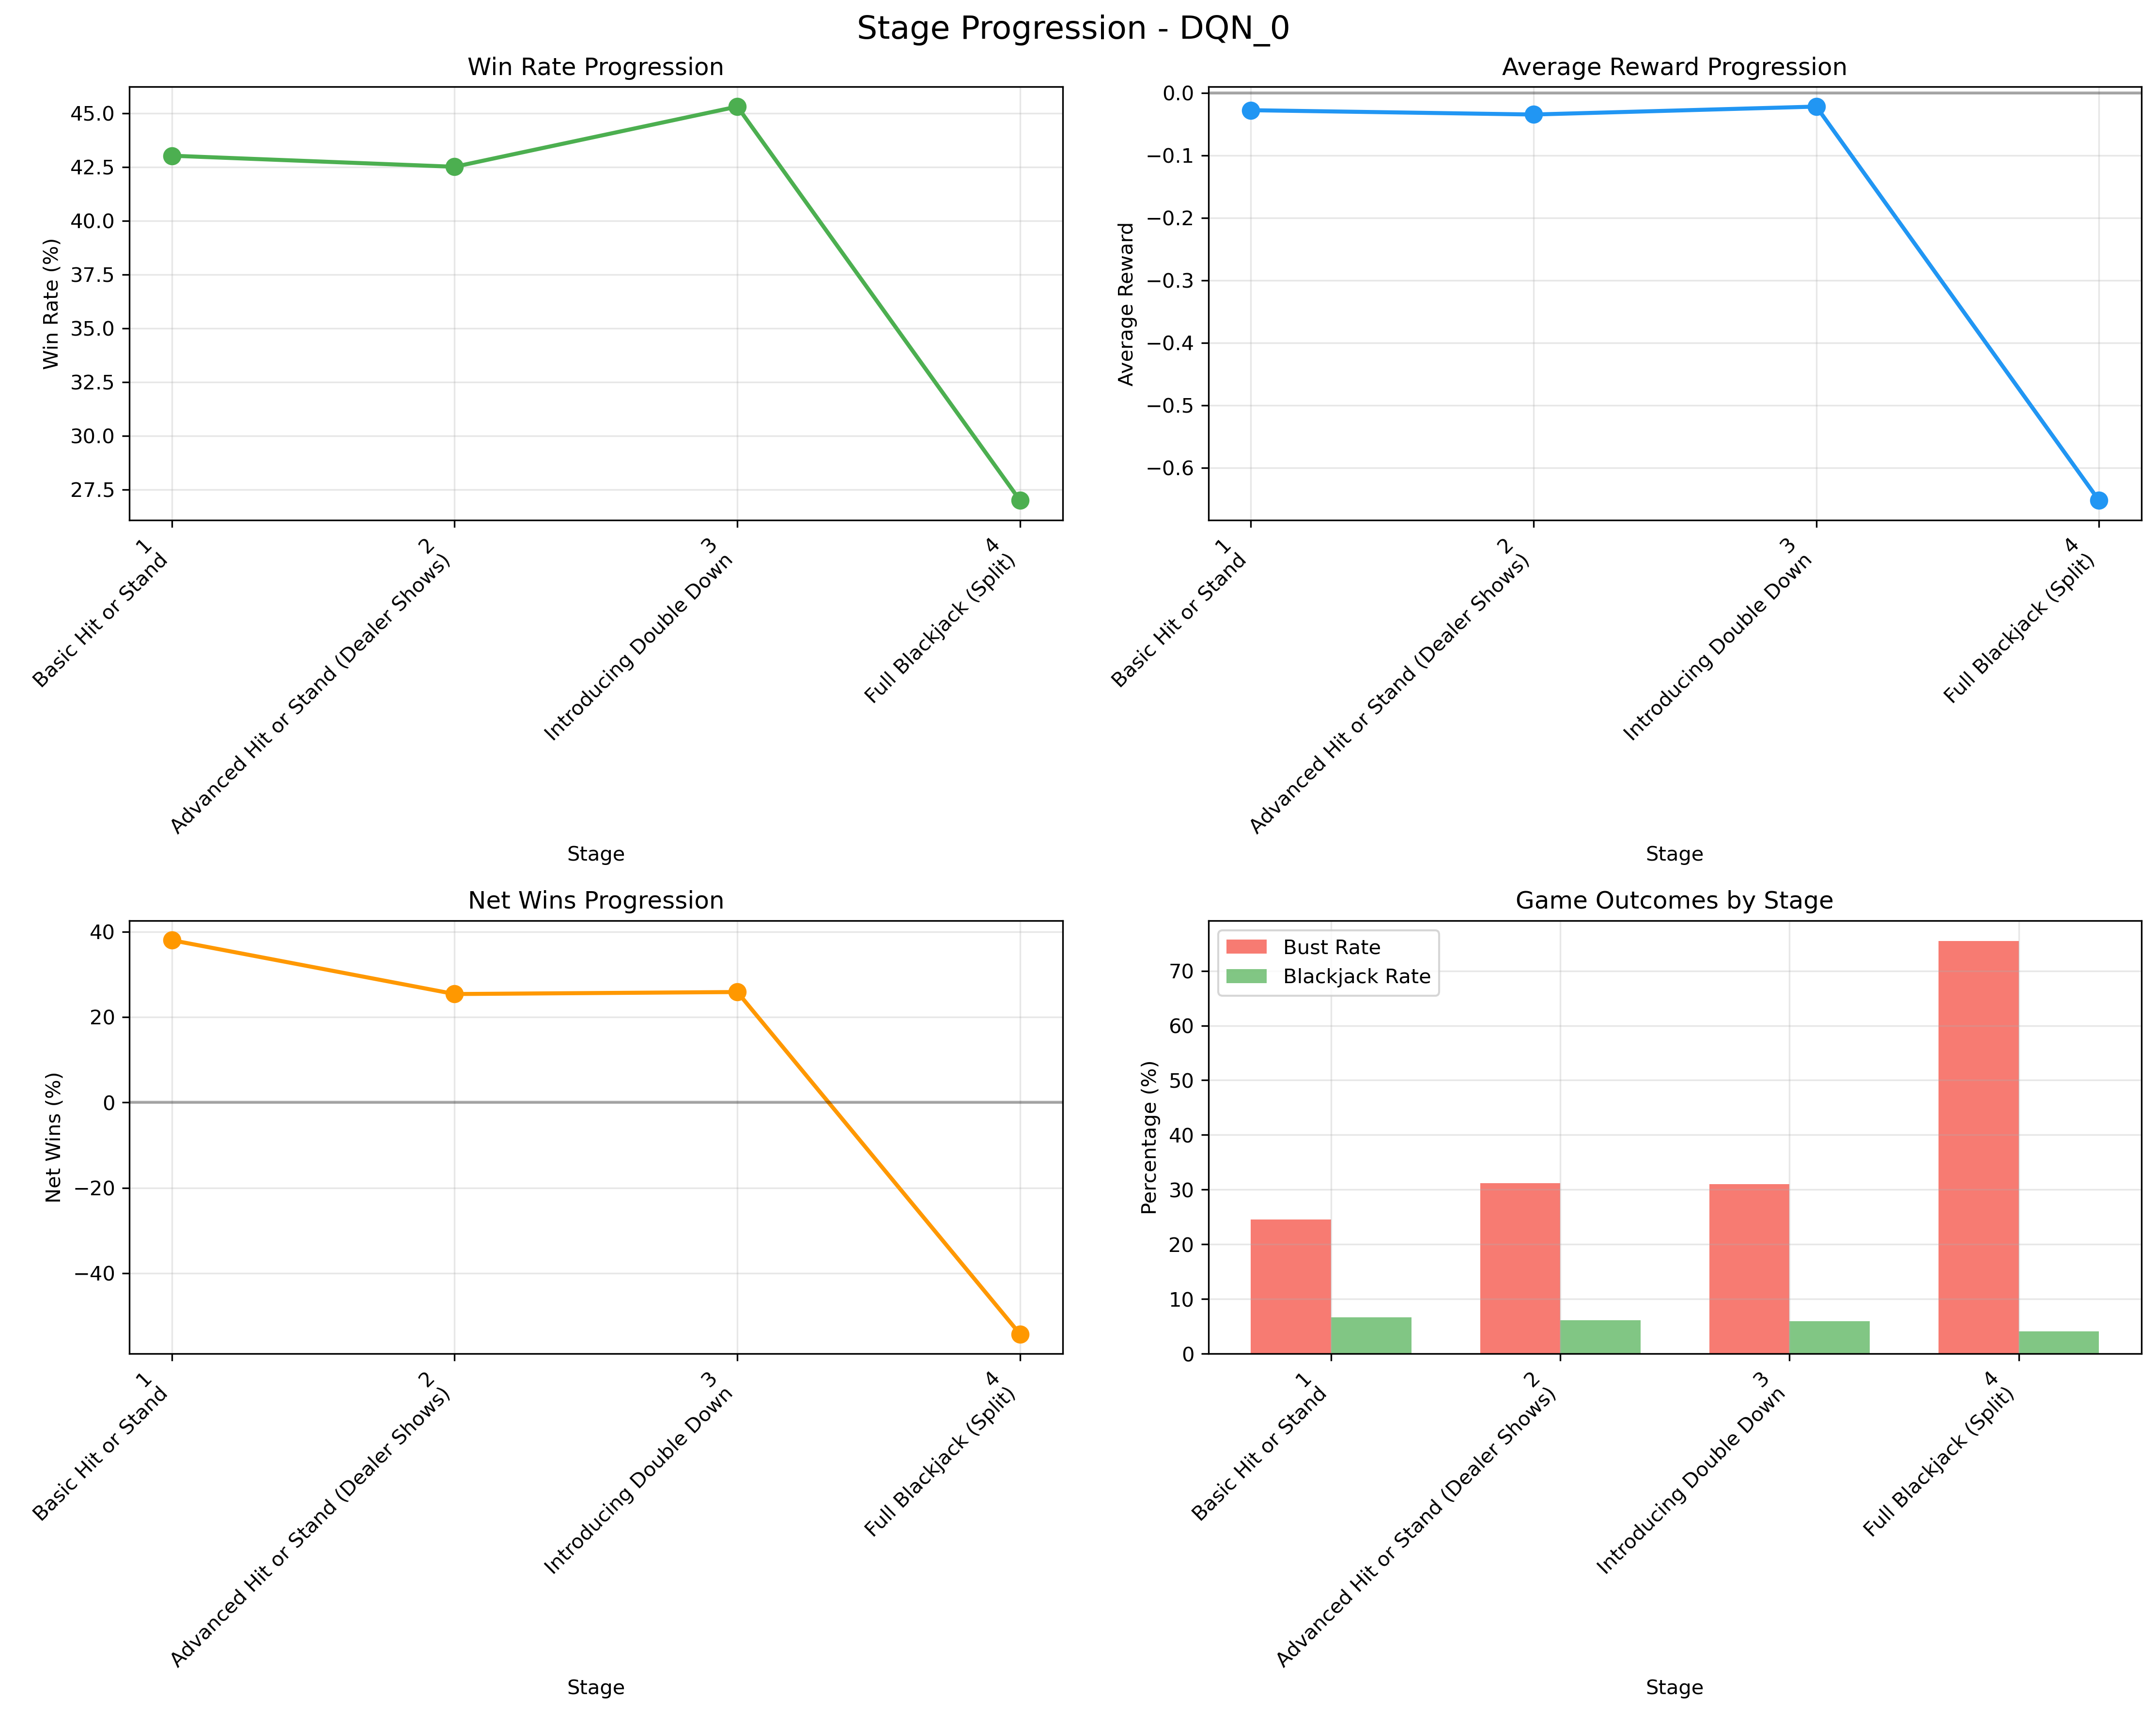 Stage Progression - DQN_0
Win Rate Progression
Win Rate (%)
45.0
42.5
40.0
37.5
35.0
32.5
30.0
27.5
1
Basic Hit or Stand
2
Advanced Hit or Stand (Dealer Shows)
3
Introducing Double Down
4
Full Blackjack (Split)
Stage
Average Reward Progression
Average Reward
0.0
−0.1
−0.2
−0.3
−0.4
−0.5
−0.6
1
Basic Hit or Stand
2
Advanced Hit or Stand (Dealer Shows)
3
Introducing Double Down
4
Full Blackjack (Split)
Stage
Net Wins Progression
Net Wins (%)
40
20
0
−20
−40
1
Basic Hit or Stand
2
Advanced Hit or Stand (Dealer Shows)
3
Introducing Double Down
4
Full Blackjack (Split)
Stage
Game Outcomes by Stage
Bust Rate
Blackjack Rate
Percentage (%)
70
60
50
40
30
20
10
0
1
Basic Hit or Stand
2
Advanced Hit or Stand (Dealer Shows)
3
Introducing Double Down
4
Full Blackjack (Split)
Stage